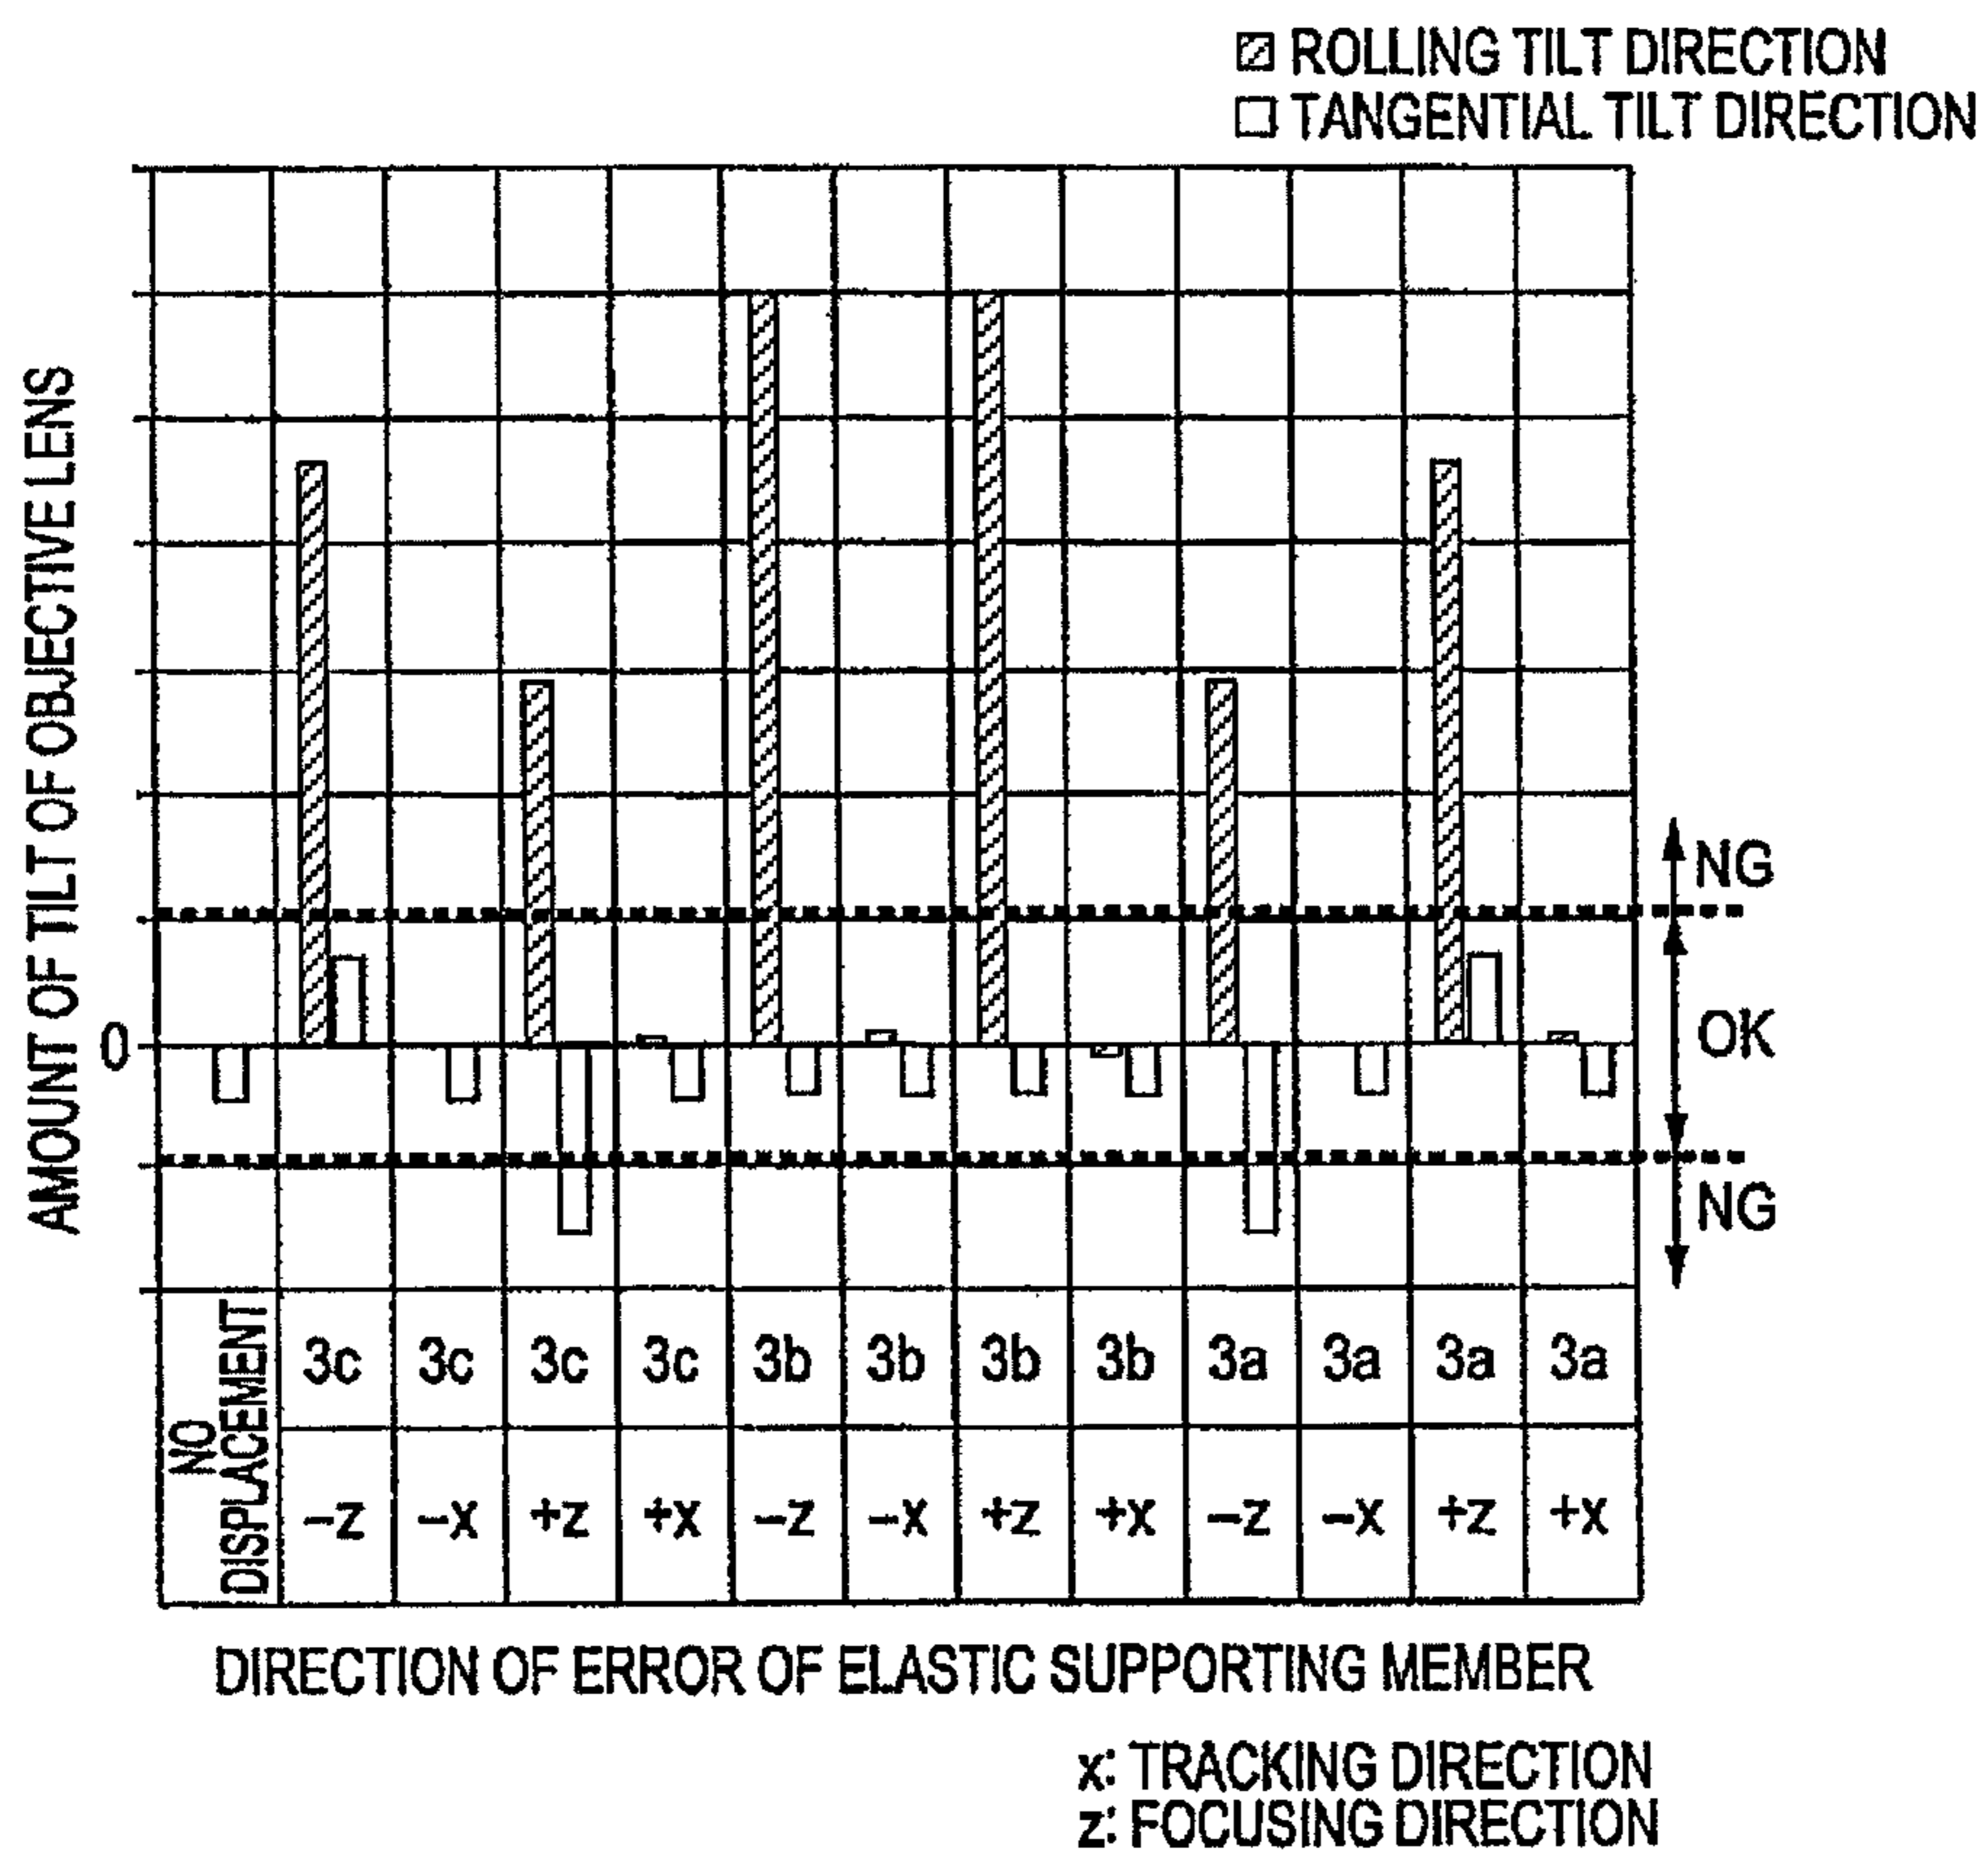 ROLLING TILT DIRECTION
TANGENTIAL TILT DIRECTION
AMOUNT OF TILT OF OBJECTIVE LENS
0
NG
OK
NG
NO
DISPLACEMENT
3c 3c 3c 3c 3b 3b 3b 3b 3a 3a 3a 3a
−z −x +z +x −z −x +z +x −z −x +z +x
DIRECTION OF ERROR OF ELASTIC SUPPORTING MEMBER
x: TRACKING DIRECTION
z: FOCUSING DIRECTION